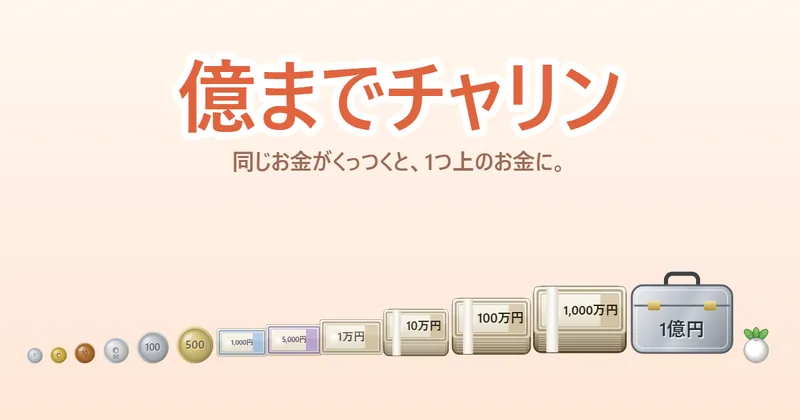 億までチャリン
同じお金がくっつくと、1つ上のお金に。
50
100
500
1,000円
5,000円
1万円
10万円
100万円
1,000万円
1億円